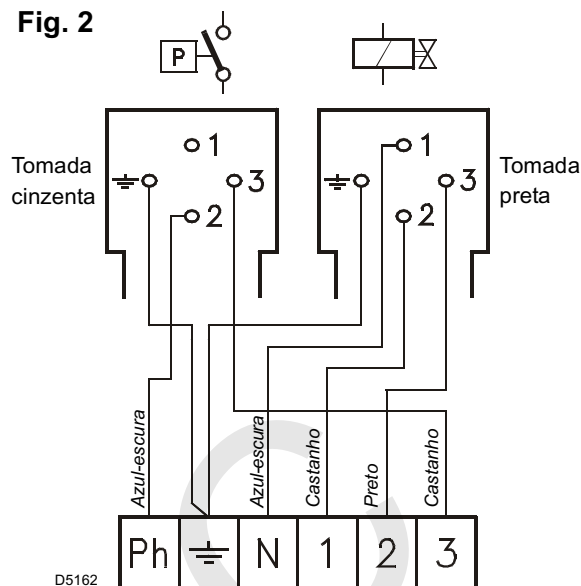 Fig. 2
P
1
3
2
Tomada
cinzenta
1
3
2
Tomada
preta
Azul-escura
Azul-escura
Castanho
Preto
Castanho
Ph
N
1
2
3
D5162